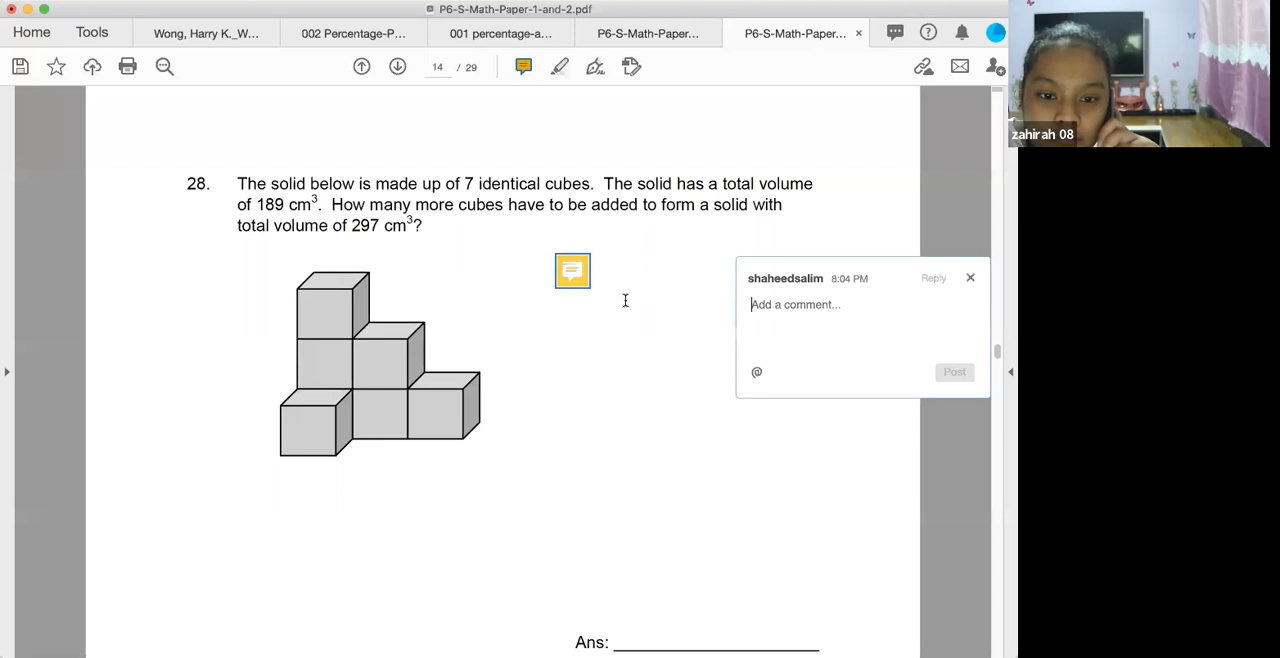 P6-S-Math-Paper-1-and-2.pdf
Home
Tools
Wong, Harry K._W...
002 Percentage-P...
001 percentage-a...
P6-S-Math-Paper...
P6-S-Math-Paper... ×
14 / 29
zahirah 08
28. The solid below is made up of 7 identical cubes. The solid has a total volume
of 189 cm³. How many more cubes have to be added to form a solid with
total volume of 297 cm³?
shaheedsalim 8:04 PM Reply
Add a comment...
@ Post
Ans: ____________________